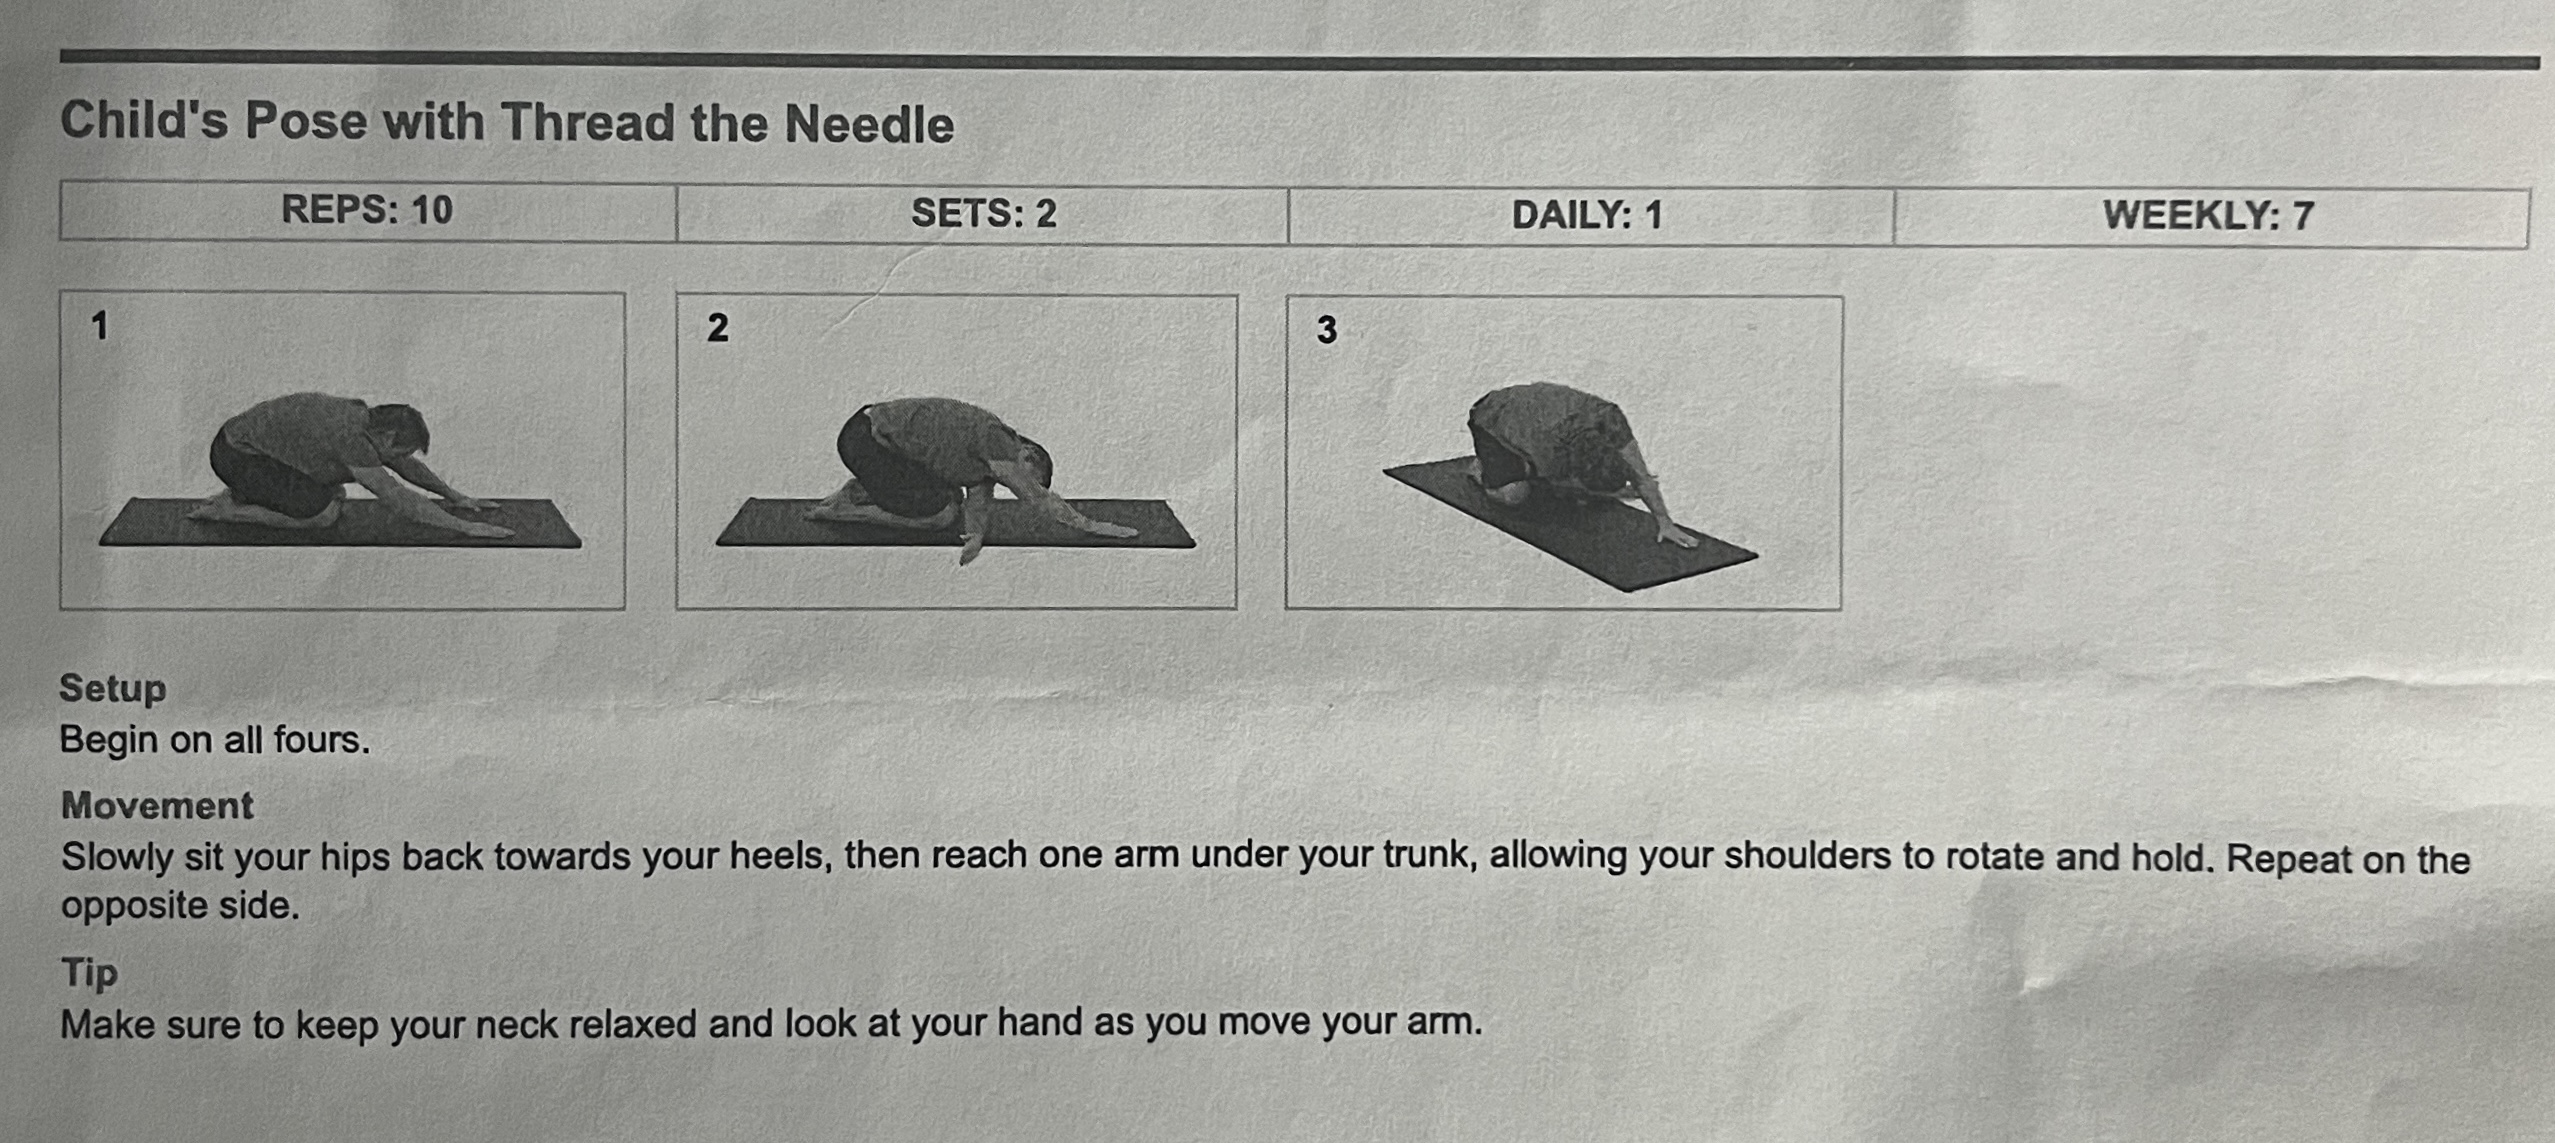 Child's Pose with Thread the Needle
REPS: 10 SETS: 2 DAILY: 1 WEEKLY: 7
1 2 3
Setup
Begin on all fours.
Movement
Slowly sit your hips back towards your heels, then reach one arm under your trunk, allowing your shoulders to rotate and hold. Repeat on the
opposite side.
Tip
Make sure to keep your neck relaxed and look at your hand as you move your arm.